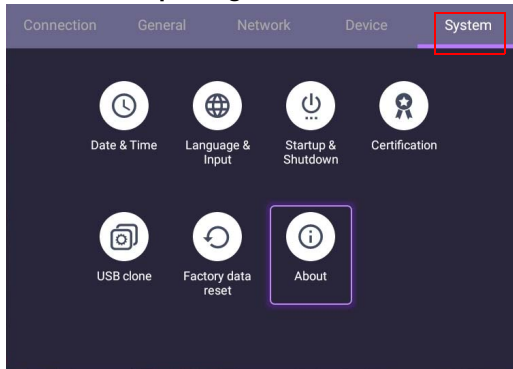 Connection General Network Device System
Date & Time Language & Input Startup & Shutdown Certification
USB clone Factory data reset About